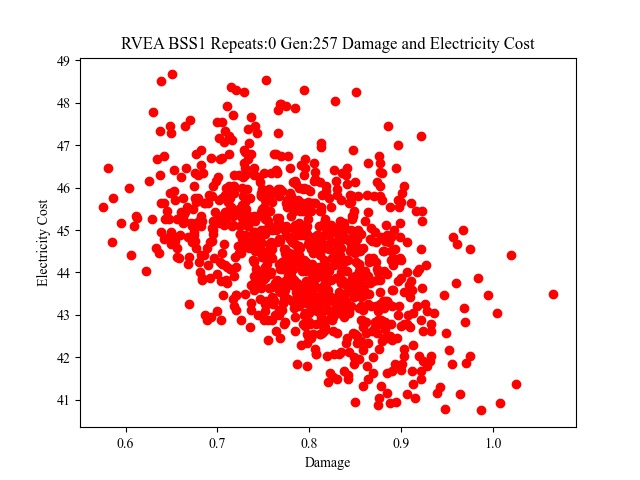 RVEA BSS1 Repeats:0 Gen:257 Damage and Electricity Cost
49
48
47
46
45
44
43
42
41
Electricity Cost
0.6 0.7 0.8 0.9 1.0
Damage